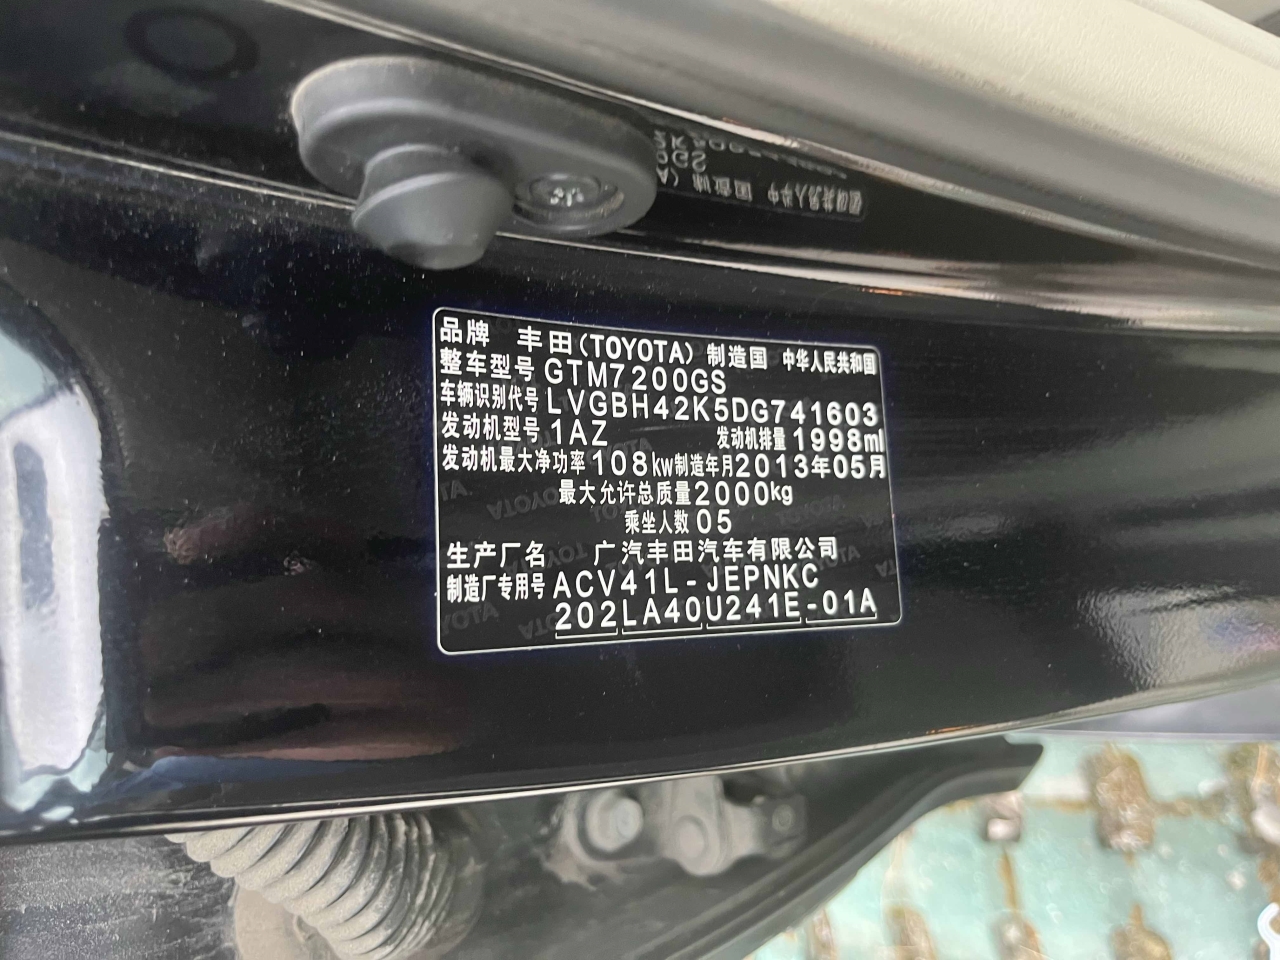 品牌 丰田(TOYOTA) 制造国 中华人民共和国
整车型号 GTM7200GS
车辆识别代号 LVGBH42K5DG741603
发动机型号 1AZ 发动机排量 1998ml
发动机最大净功率 108kw 制造年月 2013年05月
最大允许总质量 2000kg
乘坐人数 05
生产厂名 广汽丰田汽车有限公司
制造厂专用号 ACV41L-JEPNKC
202LA40U241E-01A